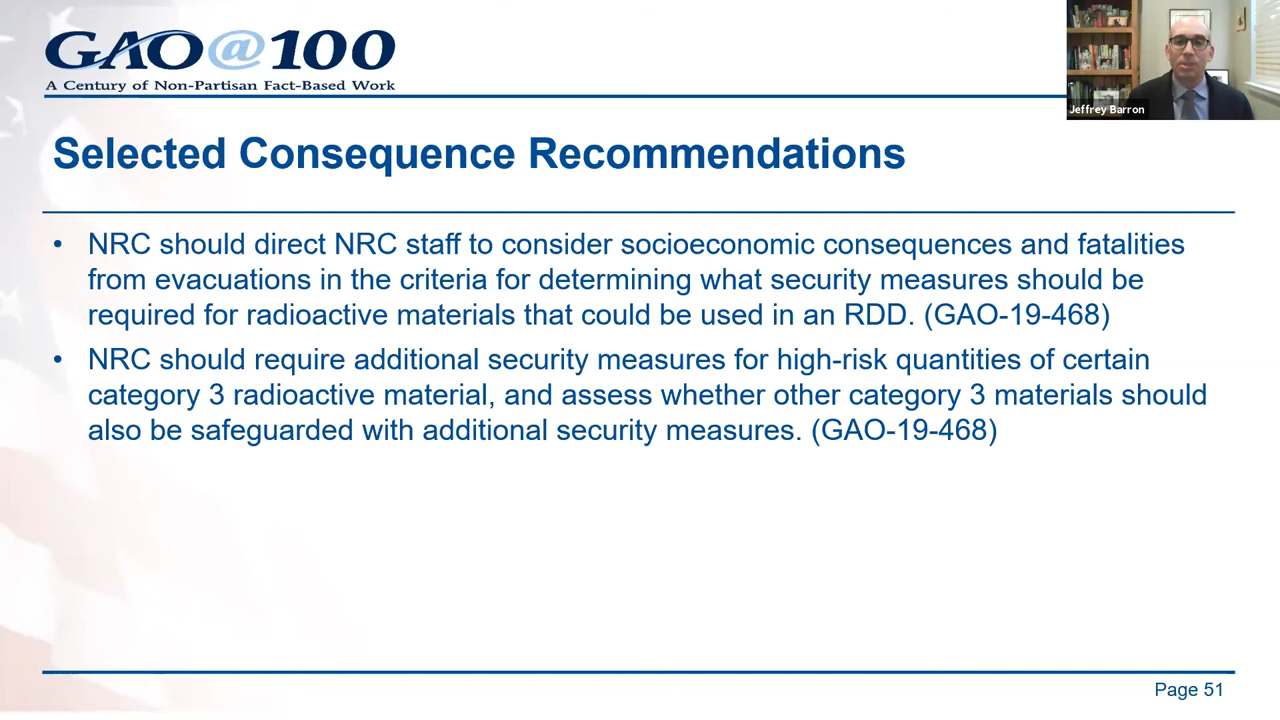 GAO@100
A Century of Non-Partisan Fact-Based Work
Jeffrey Barron
Selected Consequence Recommendations
• NRC should direct NRC staff to consider socioeconomic consequences and fatalities
from evacuations in the criteria for determining what security measures should be
required for radioactive materials that could be used in an RDD. (GAO-19-468)
• NRC should require additional security measures for high-risk quantities of certain
category 3 radioactive material, and assess whether other category 3 materials should
also be safeguarded with additional security measures. (GAO-19-468)
Page 51